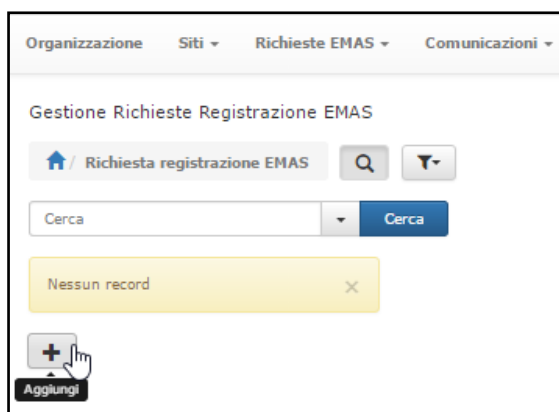 Organizzazione Siti Richieste EMAS Comunicazioni
Gestione Richieste Registrazione EMAS
/ Richiesta registrazione EMAS
Cerca Cerca
Nessun record
Aggiungi